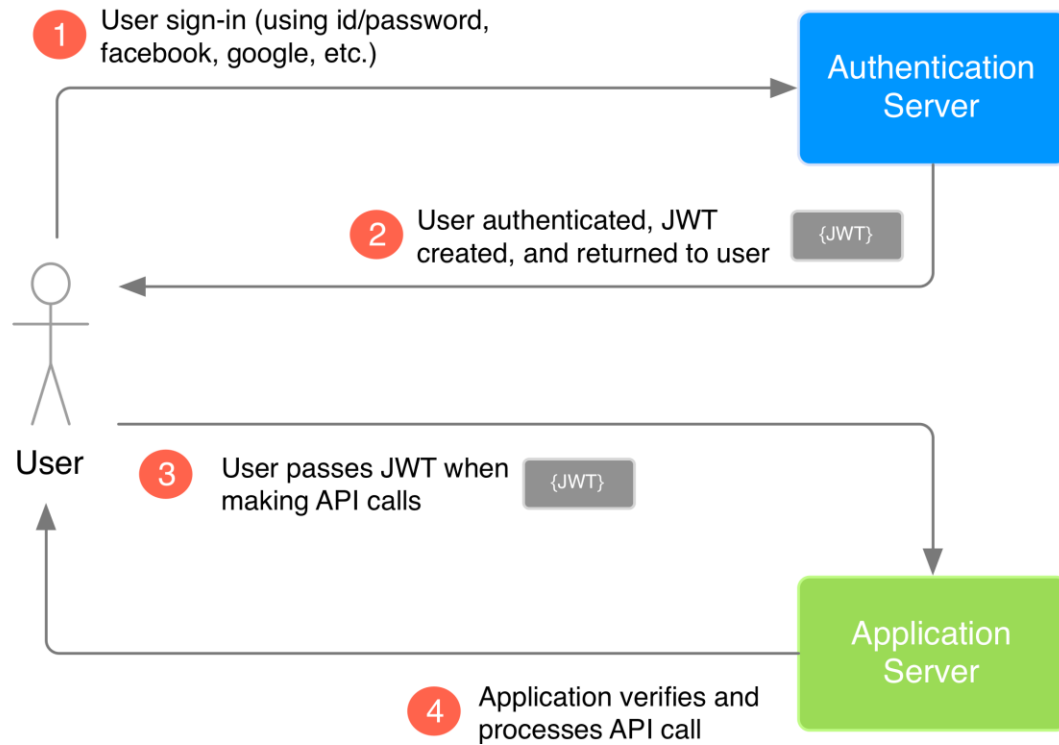 1
User sign-in (using id/password,
facebook, google, etc.)
Authentication
Server
2
User authenticated, JWT
created, and returned to user
{JWT}
User
3
User passes JWT when
making API calls
{JWT}
Application
Server
4
Application verifies and
processes API call